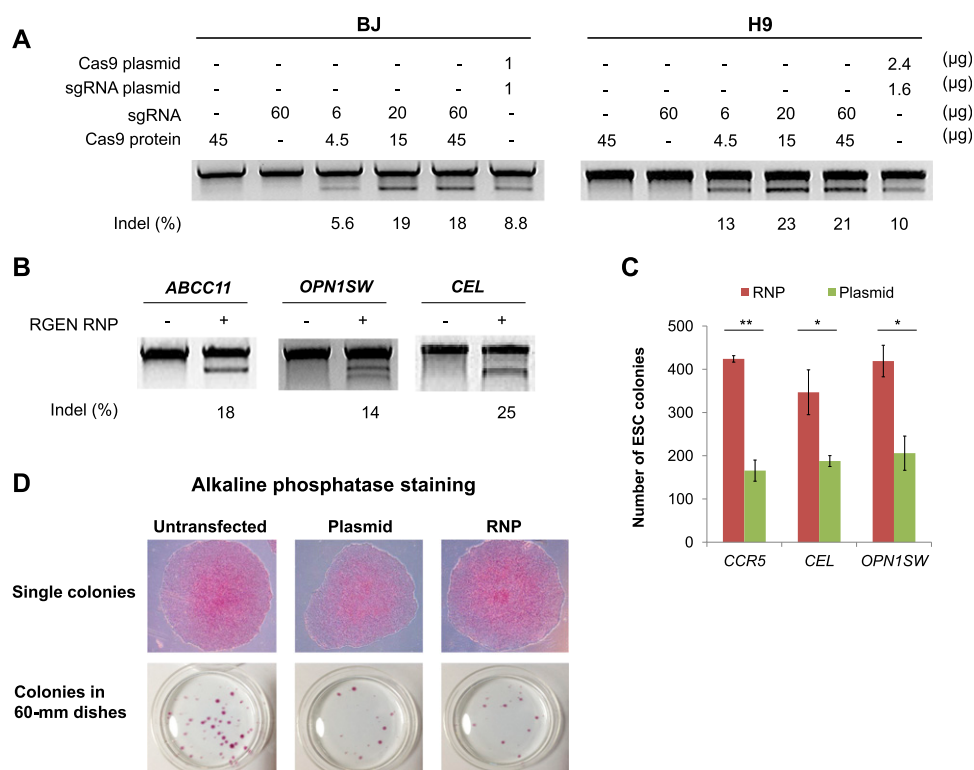 A
BJ
H9
Cas9 plasmid - - - - - 1 - - - - - 2.4 (µg)
sgRNA plasmid - - - - - 1 - - - - - 1.6 (µg)
sgRNA - 60 6 20 60 - - 60 6 20 60 - (µg)
Cas9 protein 45 - 4.5 15 45 - 45 - 4.5 15 45 - (µg)
Indel (%) 5.6 19 18 8.8 13 23 21 10
B
ABCC11 OPN1SW CEL
RGEN RNP - + - + - +
Indel (%) 18 14 25
C
RNP Plasmid
Number of ESC colonies
500
400
300
200
100
0
** * *
CCR5 CEL OPN1SW
D
Alkaline phosphatase staining
Untransfected Plasmid RNP
Single colonies
Colonies in
60-mm dishes